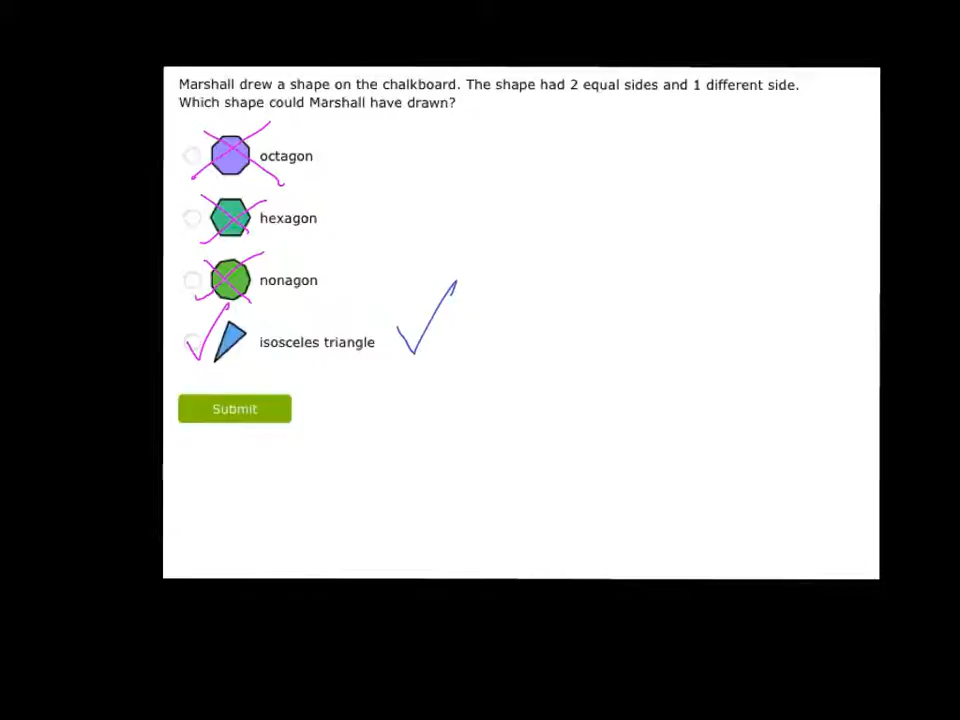 Marshall drew a shape on the chalkboard. The shape had 2 equal sides and 1 different side.
Which shape could Marshall have drawn?
octagon
hexagon
nonagon
isosceles triangle
Submit